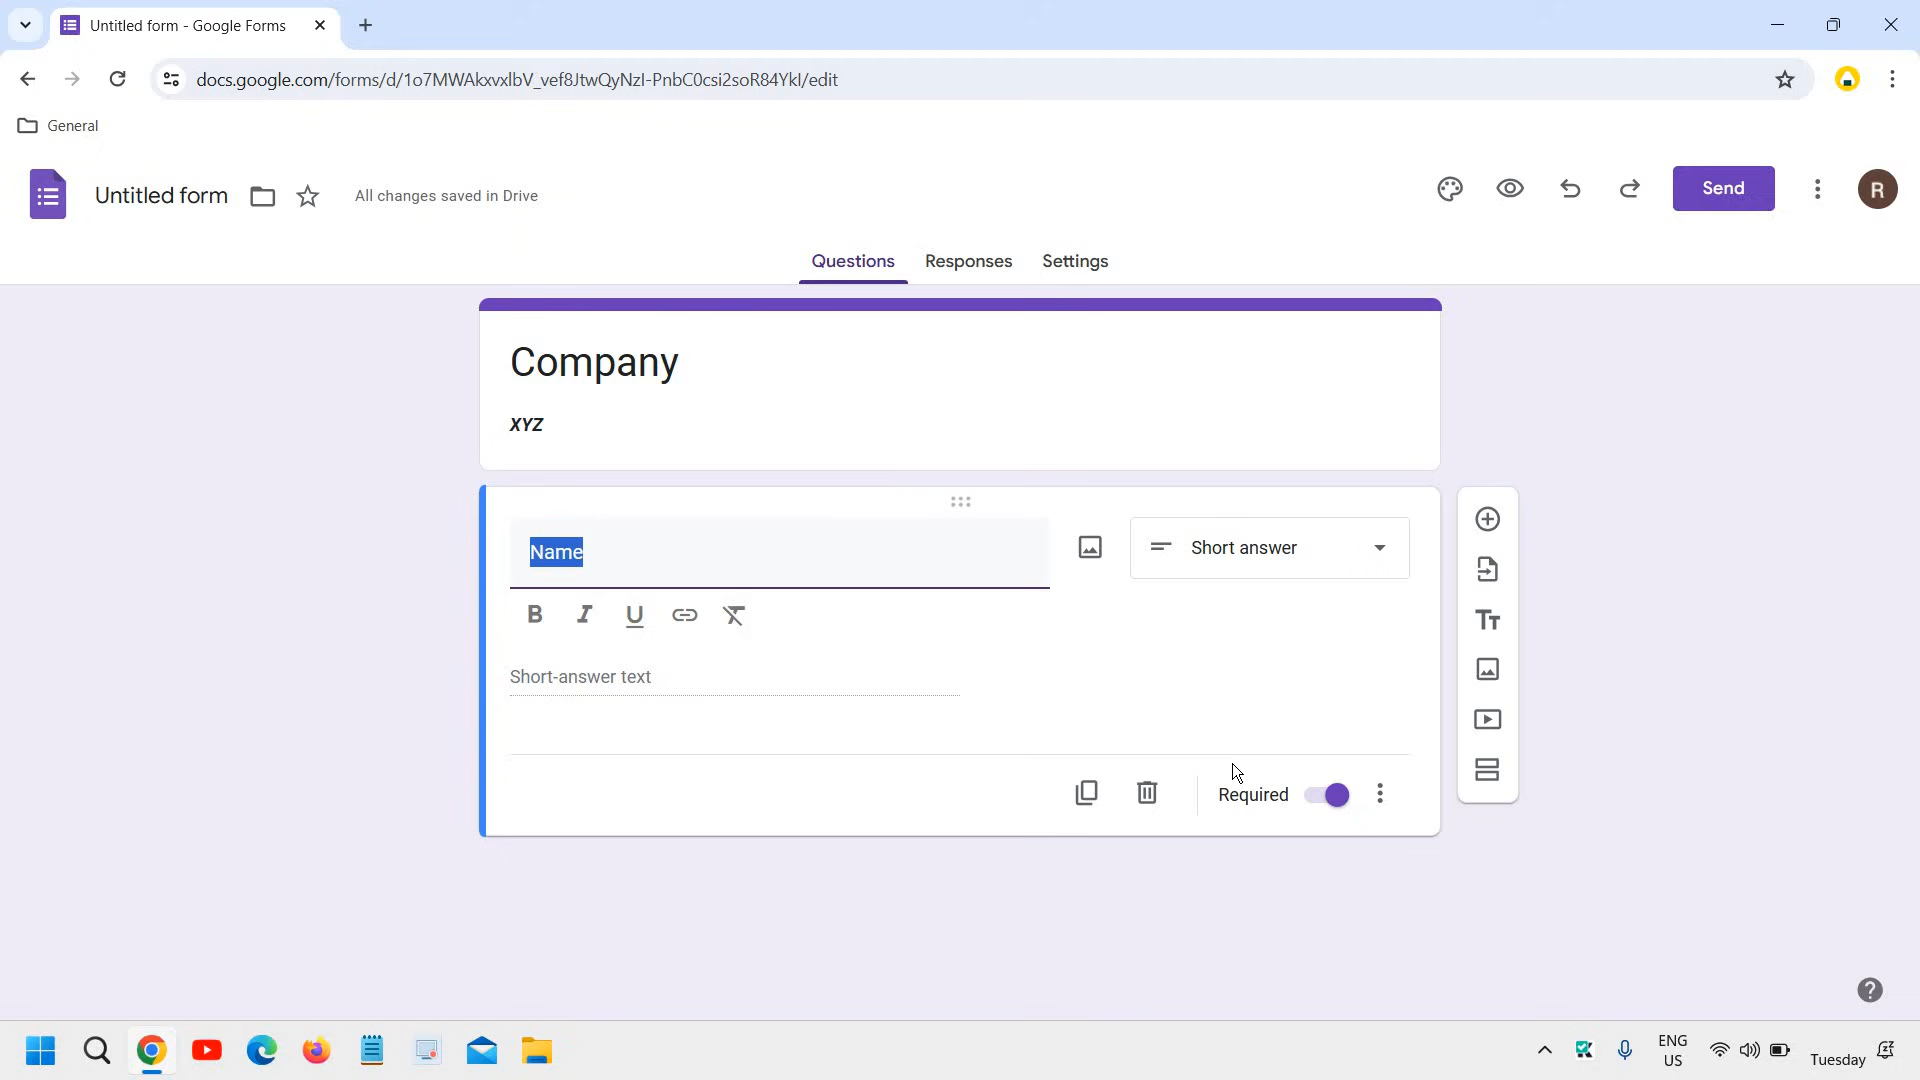 Untitled form - Google Forms
docs.google.com/forms/d/1o7MWAkxvxlbV_vef8JtwQyNzI-PnbC0csi2soR84YkI/edit
General
Untitled form
All changes saved in Drive
Send
R
Questions Responses Settings
Company
XYZ
Name
Short answer
B I U
Short-answer text
Required
ENG
US
Tuesday